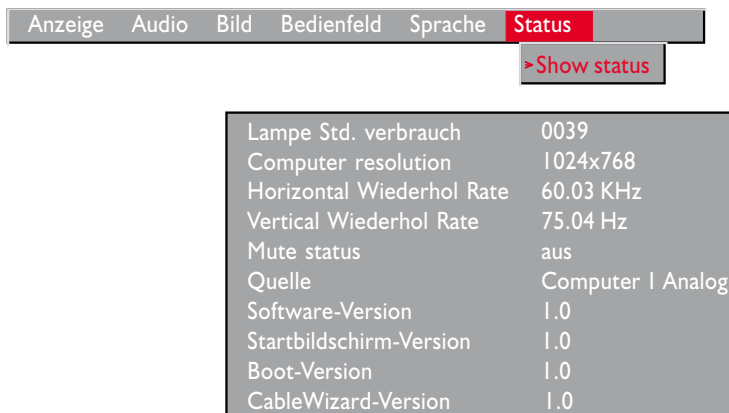 Anzeige Audio Bild Bedienfeld Sprache Status
➤Show status
Lampe Std. verbrauch 0039
Computer resolution 1024x768
Horizontal Wiederhol Rate 60.03 KHz
Vertical Wiederhol Rate 75.04 Hz
Mute status aus
Quelle Computer 1 Analog
Software-Version 1.0
Startbildschirm-Version 1.0
Boot-Version 1.0
CableWizard-Version 1.0